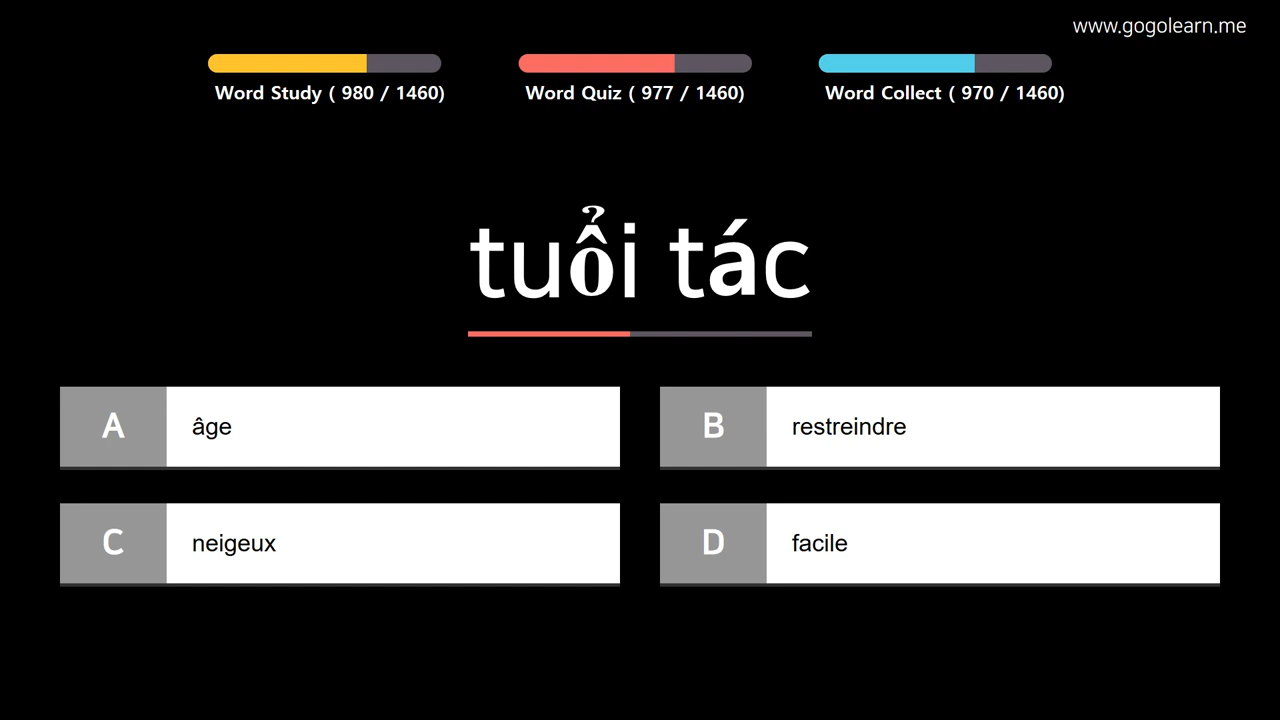 www.gogolearn.me
Word Study ( 980 / 1460)
Word Quiz ( 977 / 1460)
Word Collect ( 970 / 1460)
tuổi tác
A âge
B restreindre
C neigeux
D facile